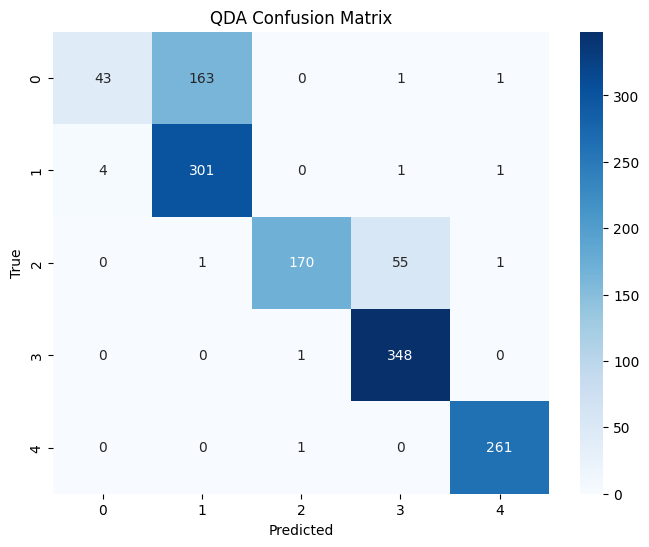 QDA Confusion Matrix
0 43 163 0 1 1
1 4 301 0 1 1
2 0 1 170 55 1
3 0 0 1 348 0
4 0 0 1 0 261
0 1 2 3 4
True
Predicted
300
250
200
150
100
50
0